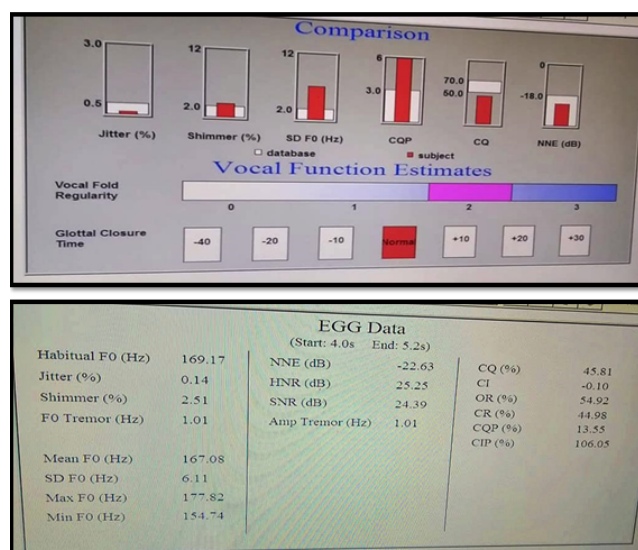 Comparison
3.0 12 12 6 0
70.0
50.0
0.5 2.0 2.0 3.0 -18.0
Jitter (%) Shimmer (%) SD F0 (Hz) CQP CQ NNE (dB)
database subject
Vocal Function Estimates
Vocal Fold
Regularity
0 1 2 3
Glottal Closure
Time
-40 -20 -10 Normal +10 +20 +30
EGG Data
(Start: 4.0s End: 5.2s)
Habitual F0 (Hz) 169.17 NNE (dB) -22.63 CQ (%) 45.81
Jitter (%) 0.14 HNR (dB) 25.25 CI -0.10
Shimmer (%) 2.51 SNR (dB) 24.39 OR (%) 54.92
F0 Tremor (Hz) 1.01 Amp Tremor (Hz) 1.01 CR (%) 44.98
CQP (%) 13.55
CIP (%) 106.05
Mean F0 (Hz) 167.08
SD F0 (Hz) 6.11
Max F0 (Hz) 177.82
Min F0 (Hz) 154.74